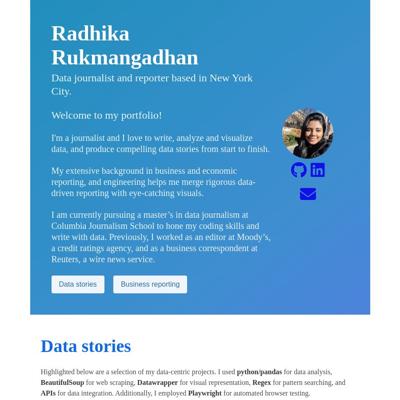 Radhika
Rukmangadhan
Data journalist and reporter based in New York
City.
Welcome to my portfolio!
I'm a journalist and I love to write, analyze and visualize
data, and produce compelling data stories from start to finish.
My extensive background in business and economic
reporting, and engineering helps me merge rigorous data-
driven reporting with eye-catching visuals.
I am currently pursuing a master’s in data journalism at
Columbia Journalism School to hone my coding skills and
write with data. Previously, I worked as an editor at Moody’s,
a credit ratings agency, and as a business correspondent at
Reuters, a wire news service.
Data stories
Business reporting
Data stories
Highlighted below are a selection of my data-centric projects. I used python/pandas for data analysis,
BeautifulSoup for web scraping, Datawrapper for visual representation, Regex for pattern searching, and
APIs for data integration. Additionally, I employed Playwright for automated browser testing.